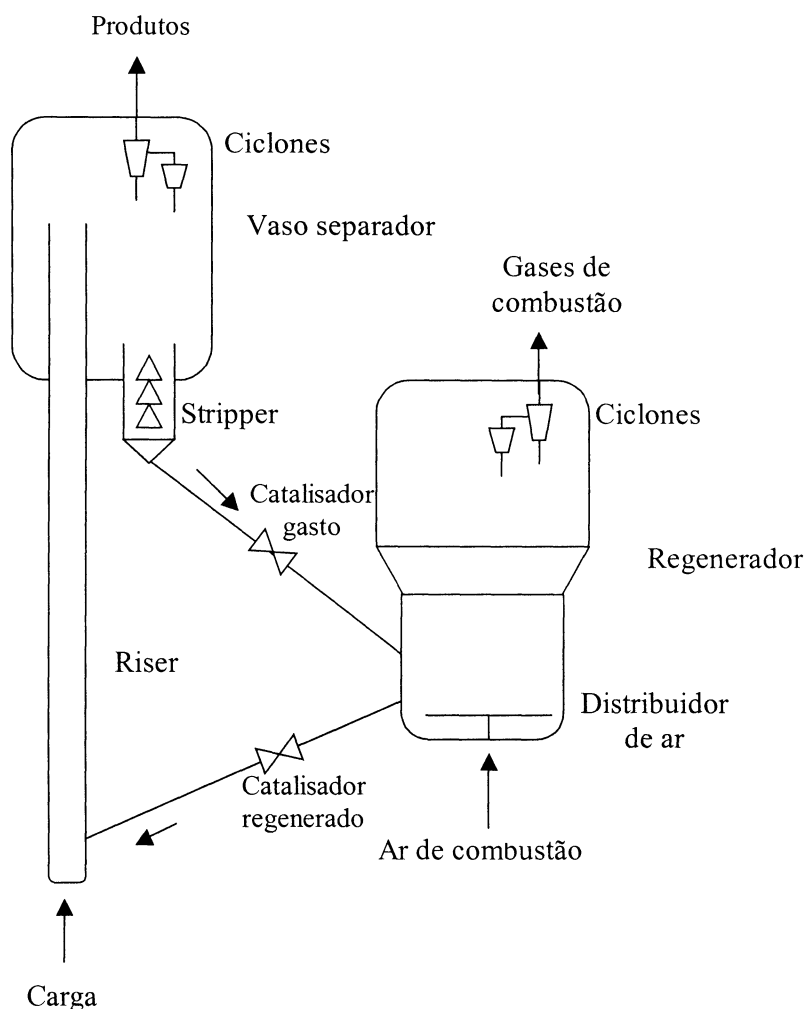 Produtos
Ciclones
Vaso separador
Gases de
combustão
Stripper
Ciclones
Catalisador
gasto
Regenerador
Riser
Distribuidor
de ar
Catalisador
regenerado
Ar de combustão
Carga